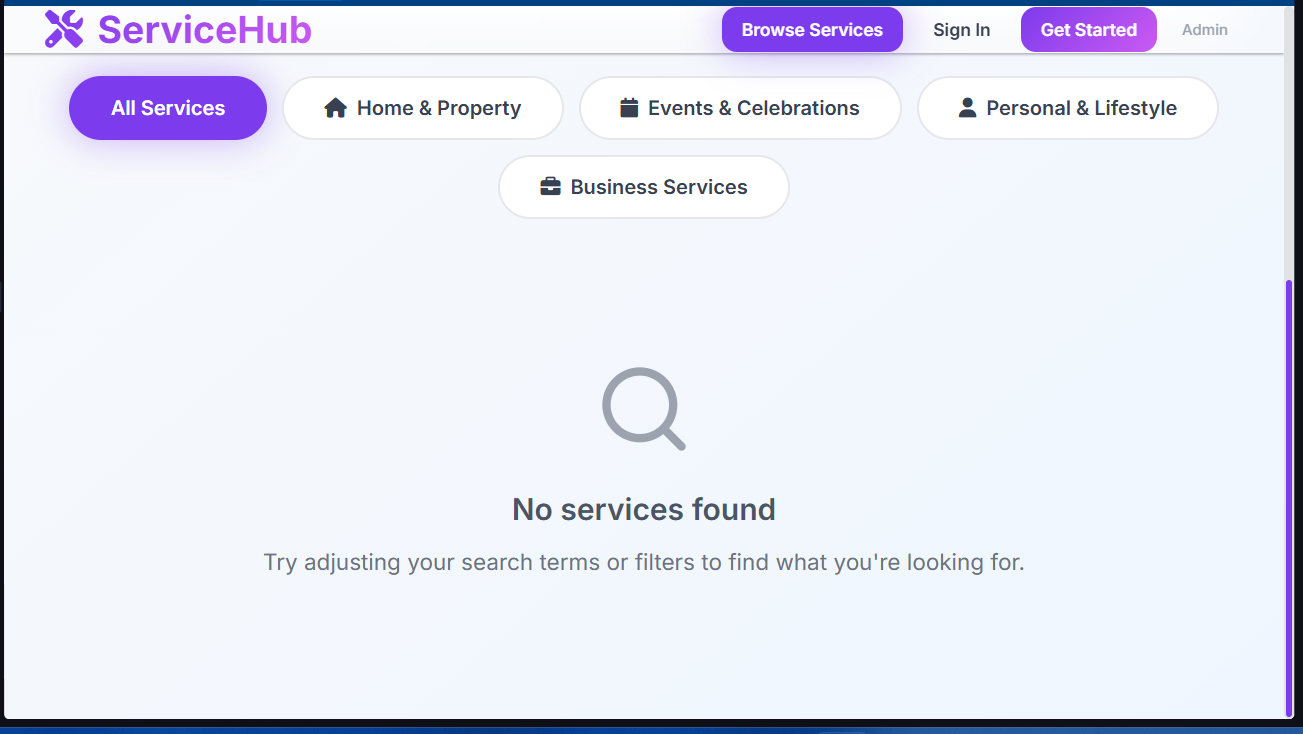 ServiceHub
Browse Services
Sign In
Get Started
Admin
All Services
Home & Property
Events & Celebrations
Personal & Lifestyle
Business Services
No services found
Try adjusting your search terms or filters to find what you're looking for.